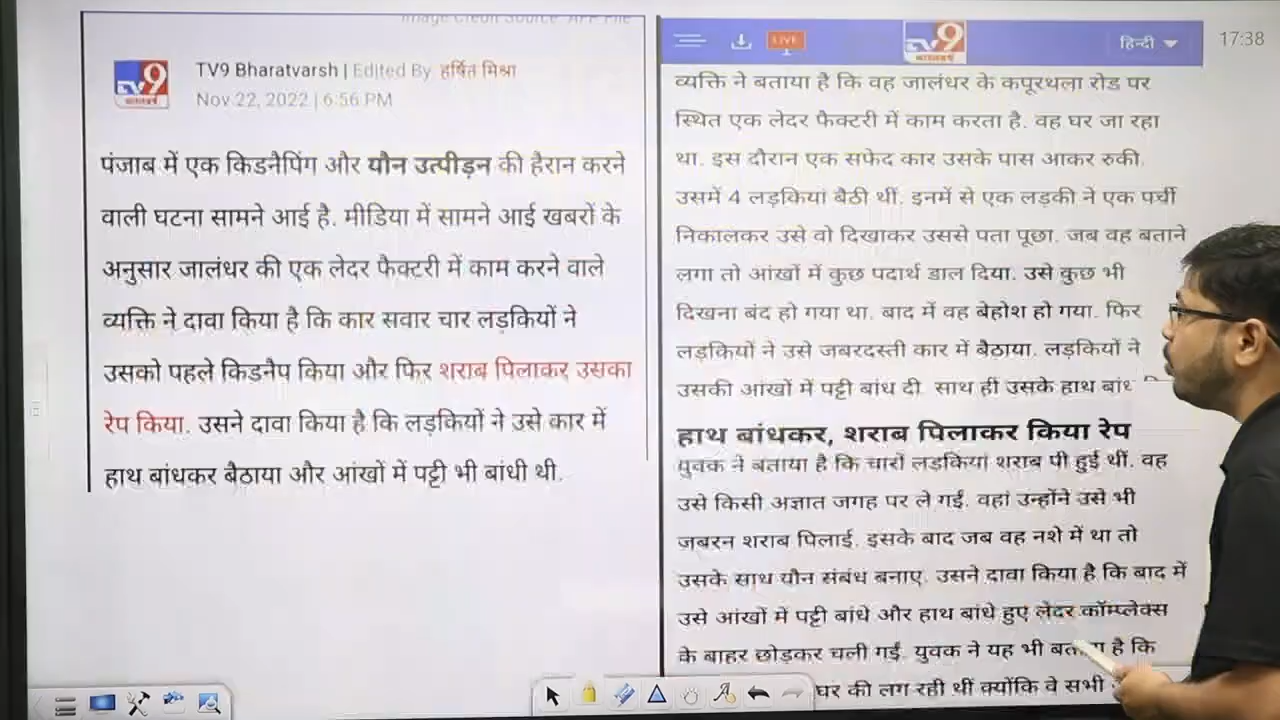 Image Credit Source: AFP File
TV9 Bharatvarsh | Edited By हर्षित मिश्रा
Nov 22, 2022 | 6:56 PM
पंजाब में एक किडनैपिंग और यौन उत्पीड़न की हैरान करने
वाली घटना सामने आई है. मीडिया में सामने आई खबरों के
अनुसार जालंधर की एक लेदर फैक्टरी में काम करने वाले
व्यक्ति ने दावा किया है कि कार सवार चार लड़कियों ने
उसको पहले किडनैप किया और फिर शराब पिलाकर उसका
रेप किया. उसने दावा किया है कि लड़कियों ने उसे कार में
हाथ बांधकर बैठाया और आंखों में पट्टी भी बांधी थी.
LIVE
TV9
हिन्दी
17:38
व्यक्ति ने बताया है कि वह जालंधर के कपूरथला रोड पर
स्थित एक लेदर फैक्टरी में काम करता है. वह घर जा रहा
था. इस दौरान एक सफेद कार उसके पास आकर रुकी.
उसमें 4 लड़कियां बैठी थीं. इनमें से एक लड़की ने एक पर्ची
निकालकर उसे वो दिखाकर उससे पता पूछा. जब वह बताने
लगा तो आंखों में कुछ पदार्थ डाल दिया. उसे कुछ भी
दिखना बंद हो गया था. बाद में वह बेहोश हो गया. फिर
लड़कियों ने उसे जबरदस्ती कार में बैठाया. लड़कियों ने
उसकी आंखों में पट्टी बांध दी. साथ ही उसके हाथ बांध
हाथ बांधकर, शराब पिलाकर किया रेप
युवक ने बताया है कि चारों लड़कियां शराब पी हुई थीं. वह
उसे किसी अज्ञात जगह पर ले गईं. वहां उन्होंने उसे भी
जबरन शराब पिलाई. इसके बाद जब वह नशे में था तो
उसके साथ यौन संबंध बनाए. उसने दावा किया है कि बाद में
उसे आंखों में पट्टी बांधे और हाथ बांधे हुए लेदर कॉम्प्लेक्स
के बाहर छोड़कर चली गईं. युवक ने यह भी बताया है कि
घर की लग रही थीं क्योंकि वे सभी